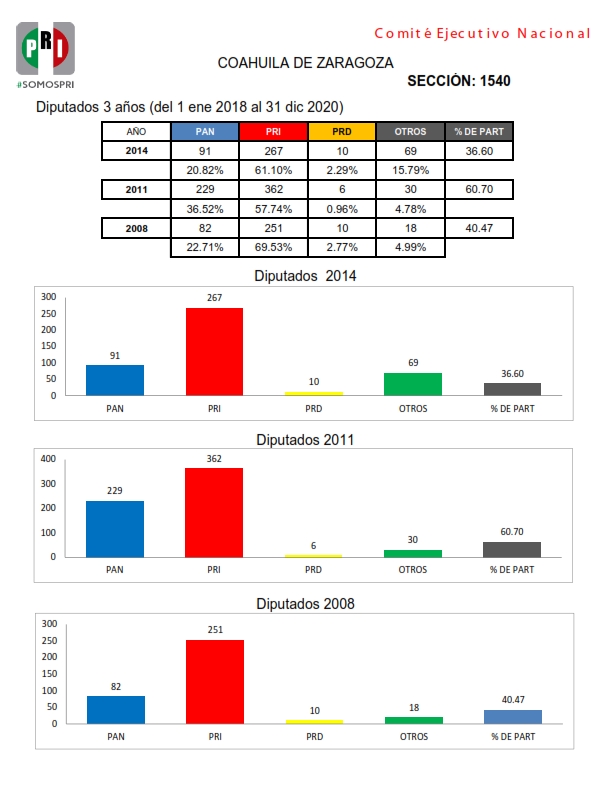 Comité Ejecutivo Nacional
PRI
#SOMOSPRI
COAHUILA DE ZARAGOZA
SECCIÓN: 1540
Diputados 3 años (del 1 ene 2018 al 31 dic 2020)
AÑO PAN PRI PRD OTROS % DE PART
2014 91 267 10 69 36.60
20.82% 61.10% 2.29% 15.79%
2011 229 362 6 30 60.70
36.52% 57.74% 0.96% 4.78%
2008 82 251 10 18 40.47
22.71% 69.53% 2.77% 4.99%
Diputados 2014
300
250
200
150
100
50
0
91 267 10 69 36.60
PAN PRI PRD OTROS % DE PART
Diputados 2011
400
300
200
100
0
229 362 6 30 60.70
PAN PRI PRD OTROS % DE PART
Diputados 2008
300
250
200
150
100
50
0
82 251 10 18 40.47
PAN PRI PRD OTROS % DE PART